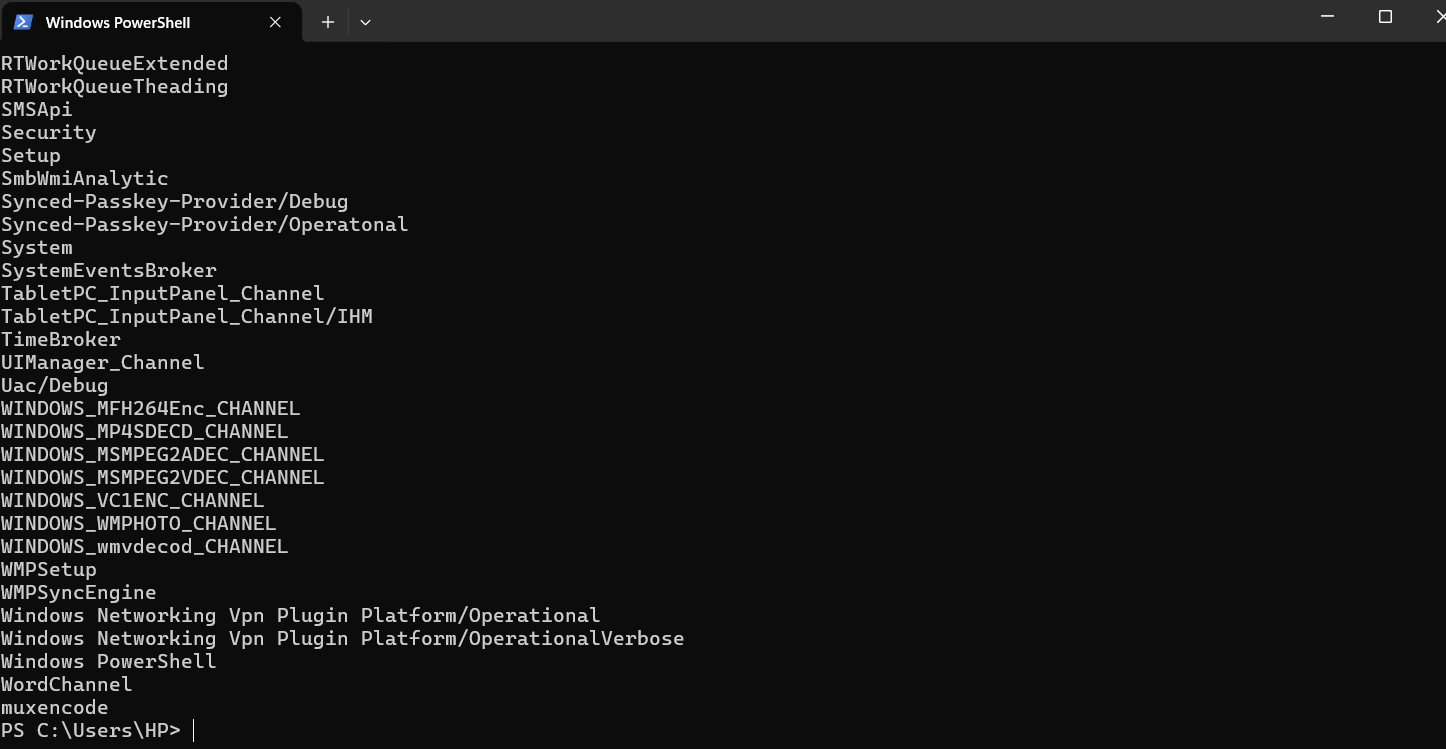 Windows PowerShell
RTWorkQueueExtended
RTWorkQueueTheading
SMSApi
Security
Setup
SmbWmiAnalytic
Synced-Passkey-Provider/Debug
Synced-Passkey-Provider/Operatonal
System
SystemEventsBroker
TabletPC_InputPanel_Channel
TabletPC_InputPanel_Channel/IHM
TimeBroker
UIManager_Channel
Uac/Debug
WINDOWS_MFH264Enc_CHANNEL
WINDOWS_MP4SDECD_CHANNEL
WINDOWS_MSMPEG2ADEC_CHANNEL
WINDOWS_MSMPEG2VDEC_CHANNEL
WINDOWS_VC1ENC_CHANNEL
WINDOWS_WMPHOTO_CHANNEL
WINDOWS_wmvdecod_CHANNEL
WMPSetup
WMPSyncEngine
Windows Networking Vpn Plugin Platform/Operational
Windows Networking Vpn Plugin Platform/OperationalVerbose
Windows PowerShell
WordChannel
muxencode
PS C:\Users\HP>